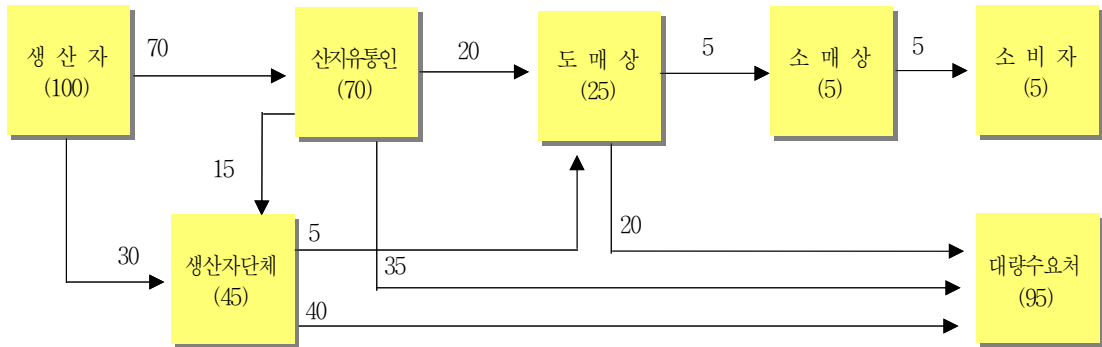 생 산 자
(100)
70
산지유통인
(70)
20
도 매 상
(25)
5
소 매 상
(5)
5
소 비 자
(5)
15
30
생산자단체
(45)
5
35
40
20
대량수요처
(95)